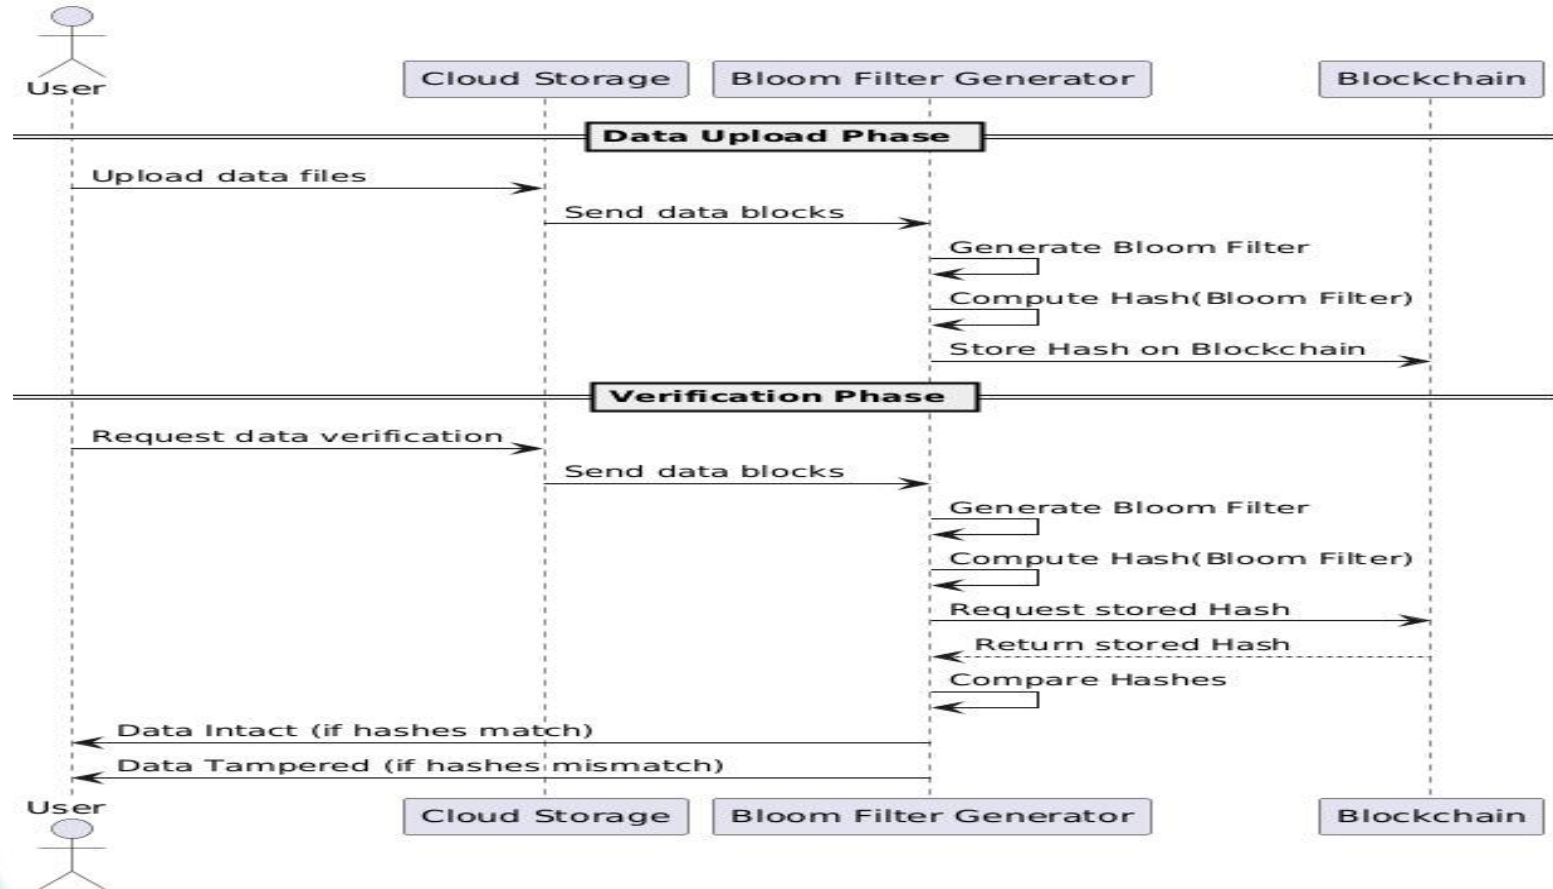 User
Cloud Storage
Bloom Filter Generator
Blockchain
Data Upload Phase
Upload data files
Send data blocks
Generate Bloom Filter
Compute Hash(Bloom Filter)
Store Hash on Blockchain
Verification Phase
Request data verification
Send data blocks
Generate Bloom Filter
Compute Hash(Bloom Filter)
Request stored Hash
Return stored Hash
Compare Hashes
Data Intact (if hashes match)
Data Tampered (if hashes mismatch)
User
Cloud Storage
Bloom Filter Generator
Blockchain